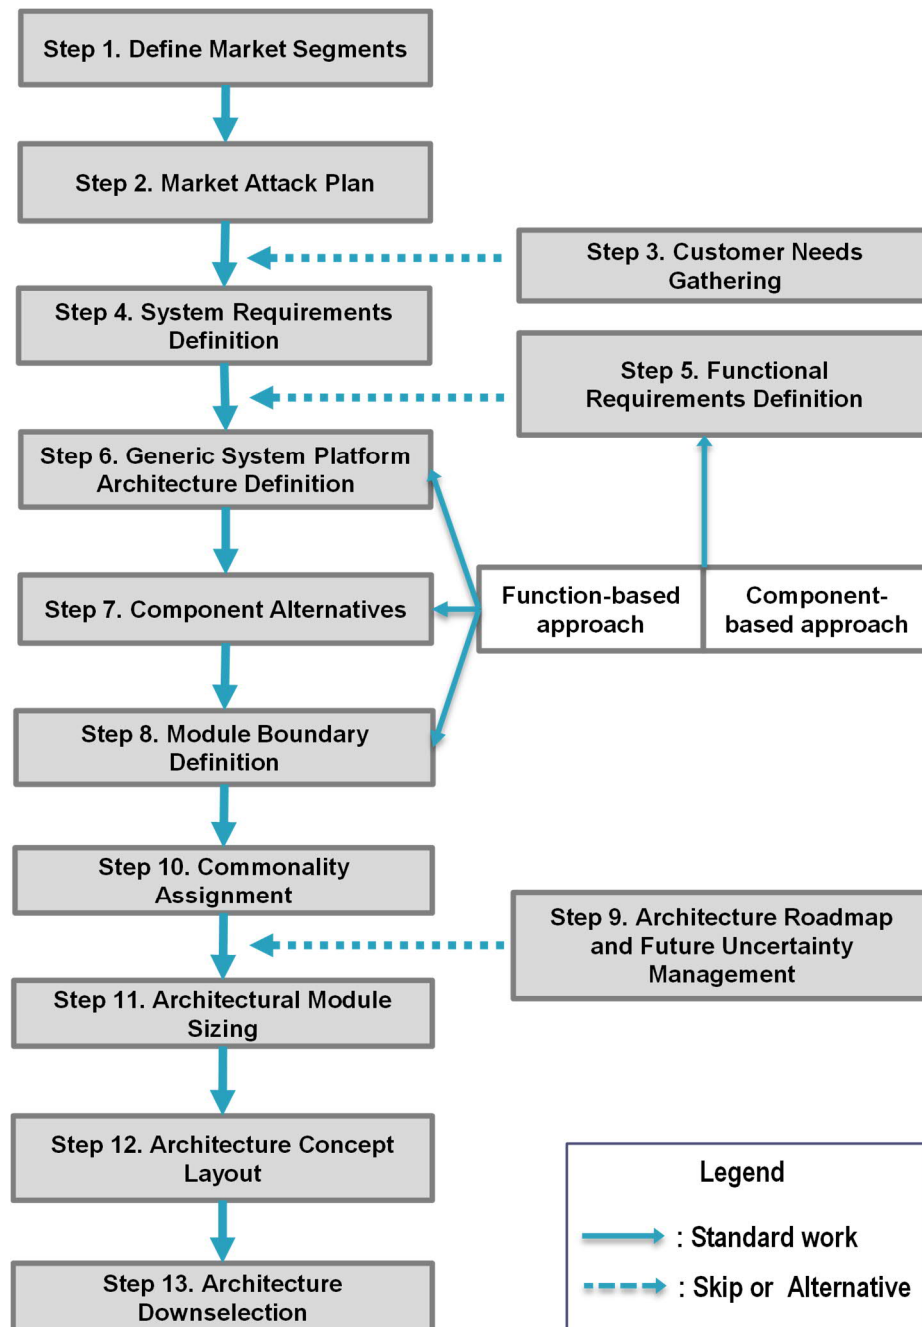 Step 1. Define Market Segments
Step 2. Market Attack Plan
Step 3. Customer Needs
Gathering
Step 4. System Requirements
Definition
Step 5. Functional
Requirements Definition
Step 6. Generic System Platform
Architecture Definition
Step 7. Component Alternatives
Function-based
approach
Component-
based approach
Step 8. Module Boundary
Definition
Step 10. Commonality
Assignment
Step 9. Architecture Roadmap
and Future Uncertainty
Management
Step 11. Architectural Module
Sizing
Step 12. Architecture Concept
Layout
Step 13. Architecture
Downselection
Legend
: Standard work
: Skip or Alternative